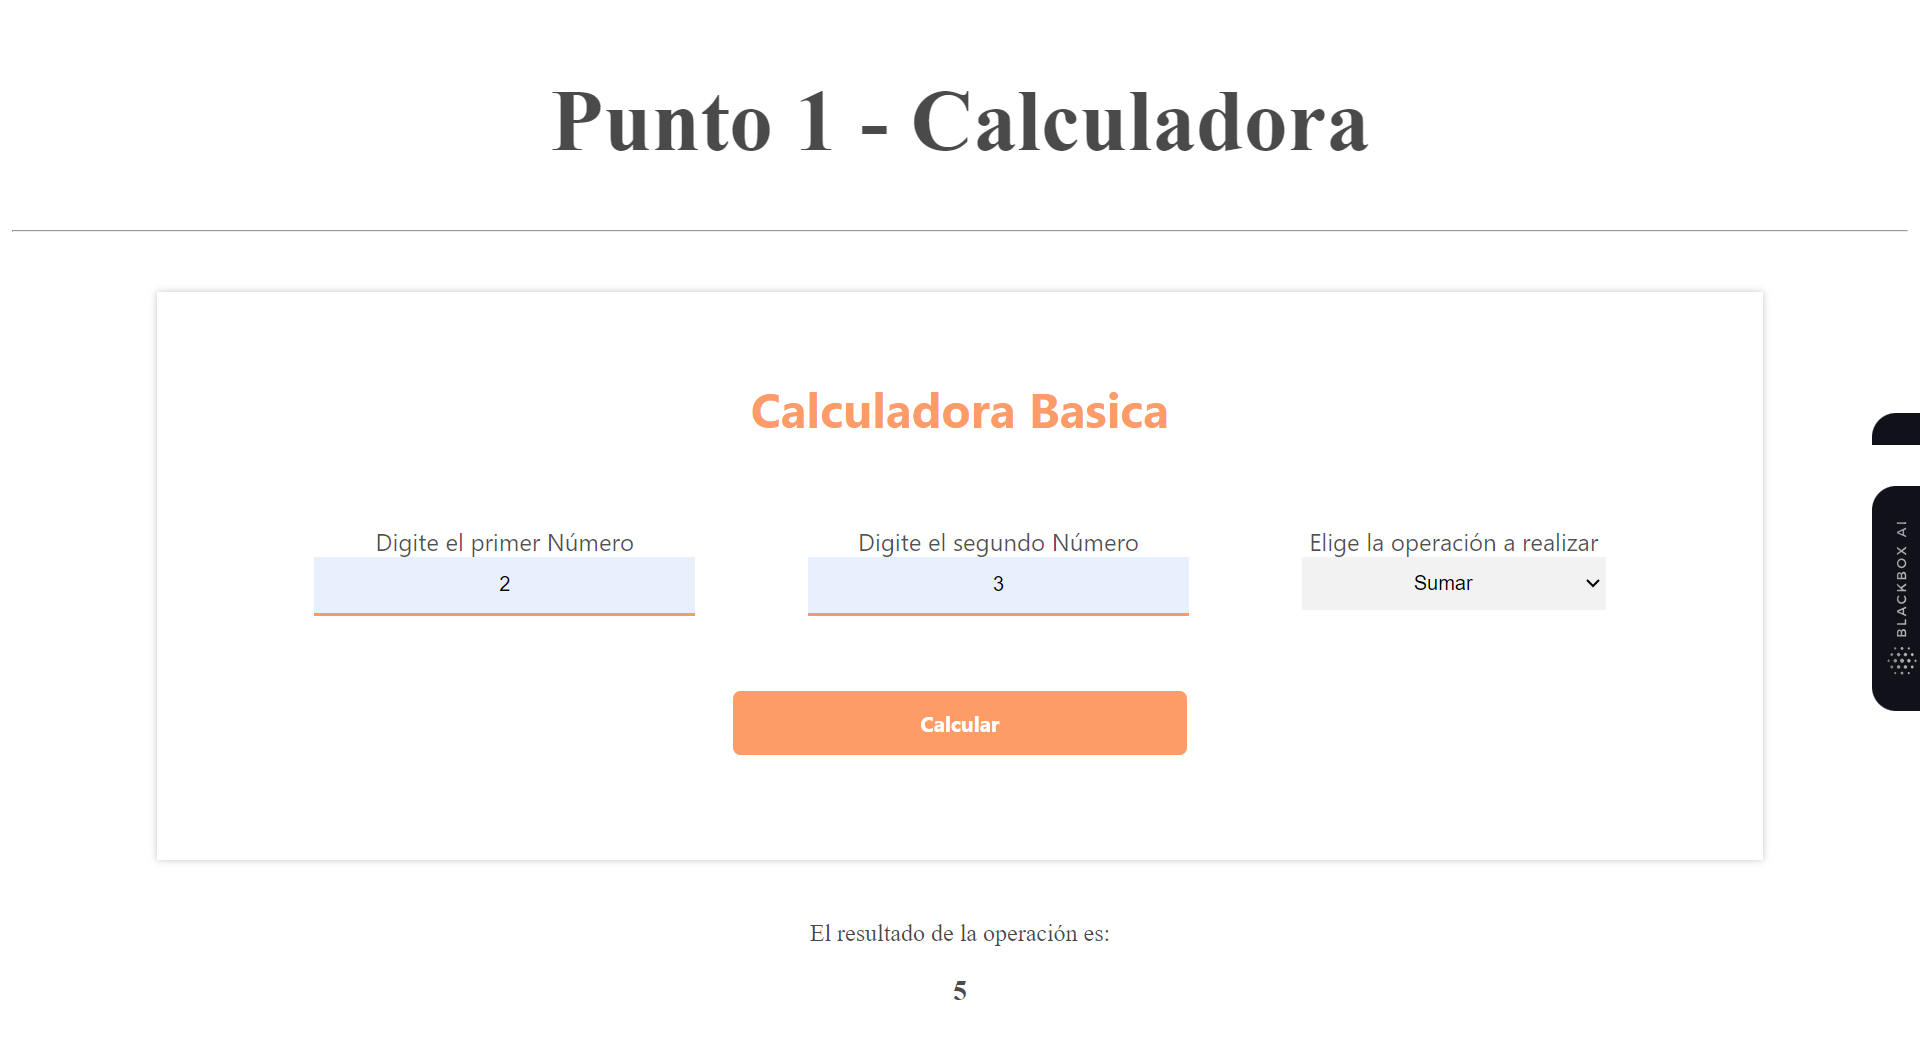 Punto 1 - Calculadora
Calculadora Basica
Digite el primer Número
Digite el segundo Número
Elige la operación a realizar
2
3
Sumar
Calcular
BLACKBOX AI
El resultado de la operación es:
5